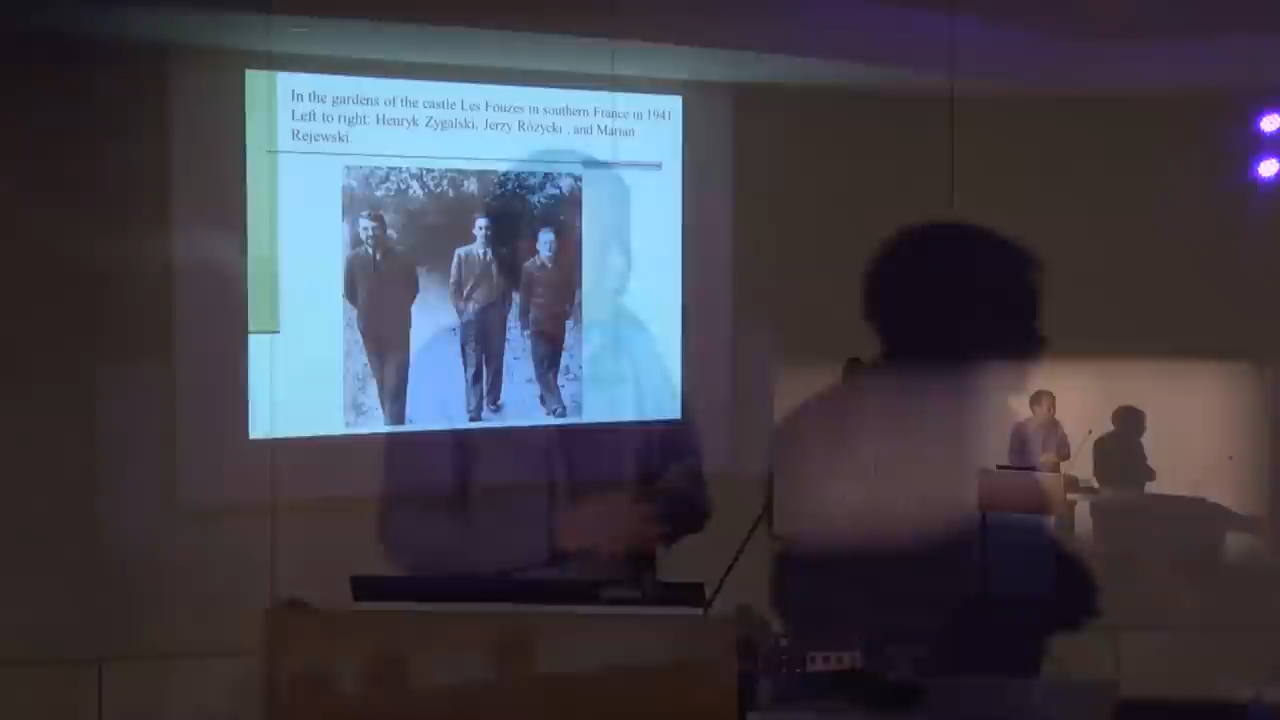 In the gardens of the castle Les Fouzes in southern France in 1941
Left to right: Henryk Zygalski, Jerzy Rozycki , and Marian
Rejewski.